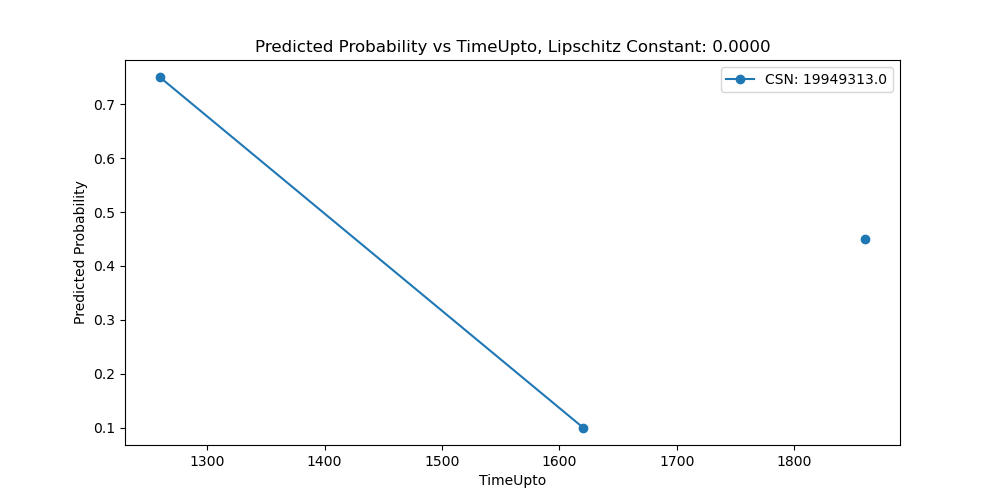 Predicted Probability vs TimeUpto, Lipschitz Constant: 0.0000
CSN: 19949313.0
Predicted Probability
0.7
0.6
0.5
0.4
0.3
0.2
0.1
1300 1400 1500 1600 1700 1800
TimeUpto